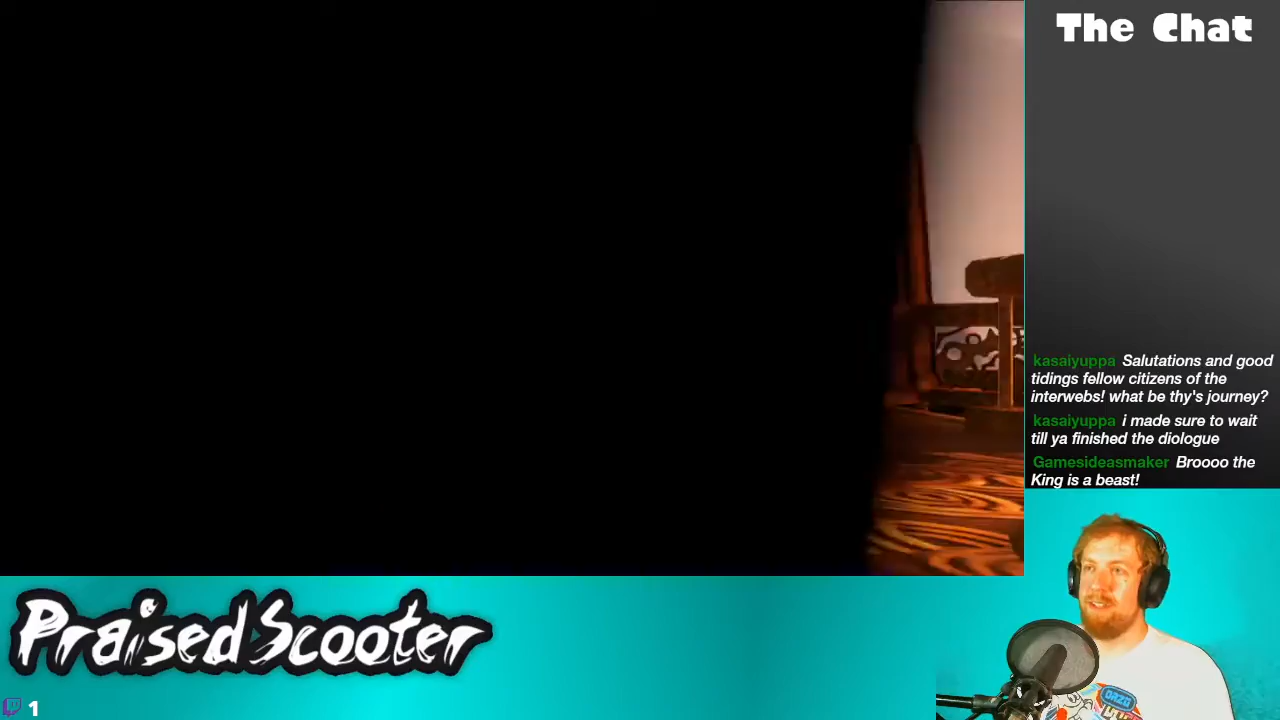 The Chat
kasaiyuppa Salutations and good
tidings fellow citizens of the
interwebs! what be thy's journey?
kasaiyuppa i made sure to wait
till ya finished the diologue
Gamesideasmaker Broooo the
King is a beast!
PraisedScooter
1